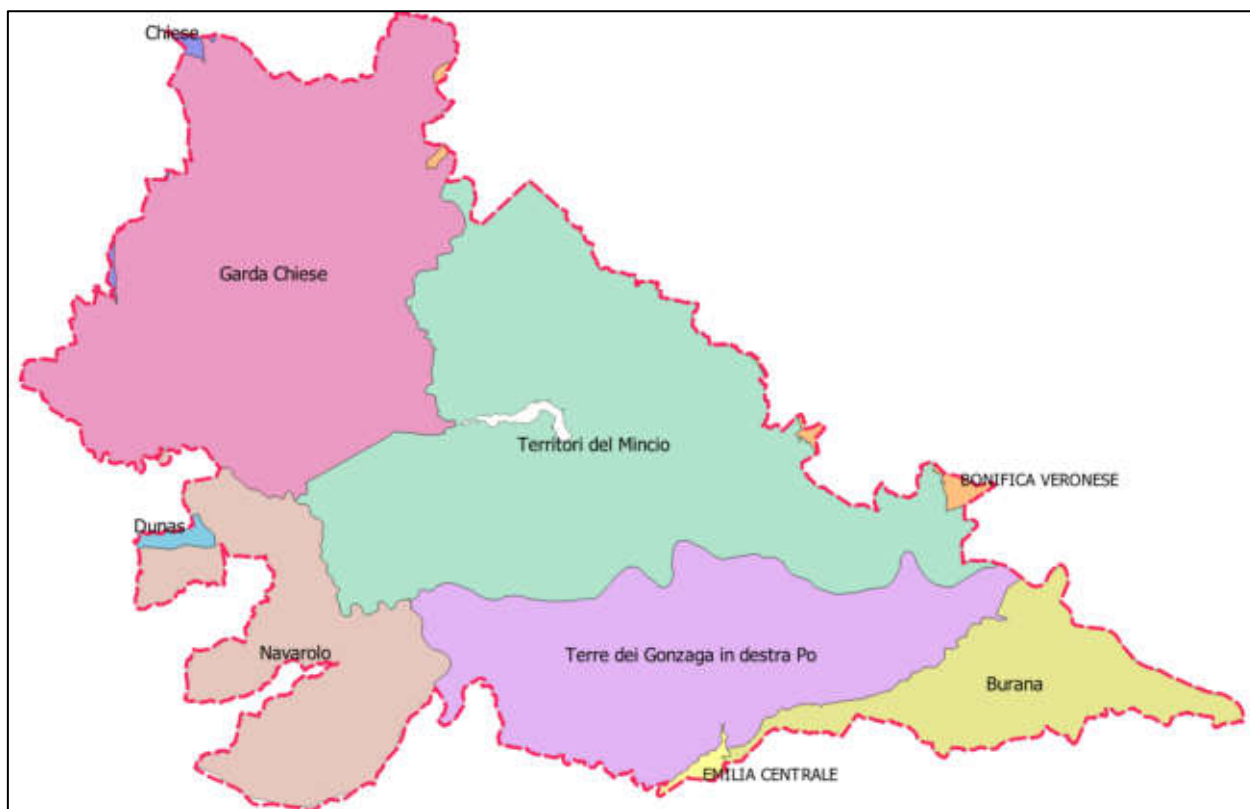 Chiese
Garda Chiese
Territori del Mincio
BONIFICA VERONESE
Dunas
Navarolo
Terre dei Gonzaga in destra Po
Burana
EMILIA CENTRALE